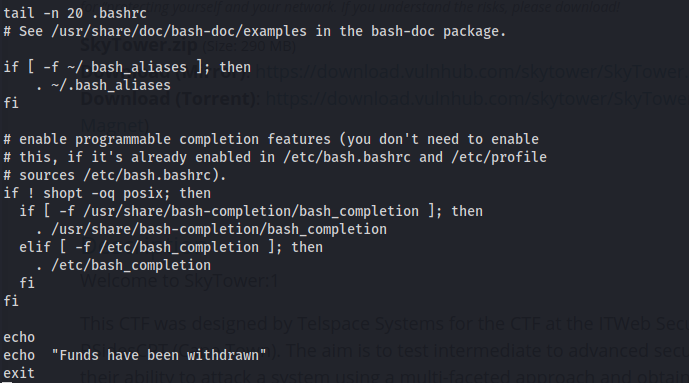 tail -n 20 .bashrc
# See /usr/share/doc/bash-doc/examples in the bash-doc package.
if [ -f ~/.bash_aliases ]; then
. ~/.bash_aliases
fi
# enable programmable completion features (you don't need to enable
# this, if it's already enabled in /etc/bash.bashrc and /etc/profile
# sources /etc/bash.bashrc).
if ! shopt -oq posix; then
if [ -f /usr/share/bash-completion/bash_completion ]; then
. /usr/share/bash-completion/bash_completion
elif [ -f /etc/bash_completion ]; then
. /etc/bash_completion
fi
fi
echo
echo  "Funds have been withdrawn"
exit
SkyTower.zip (Size: 290 MB)
https://download.vulnhub.com/skytower/SkyTower
Download (Torrent): https://download.vulnhub.com/skytower/SkyTower
Welcome to SkyTower:1
This CTF was designed by Telspace Systems for the CTF at the ITWeb Sec
The aim is to test intermediate to advanced secu
their ability to attack a system using a multi-faceted approach and obtain